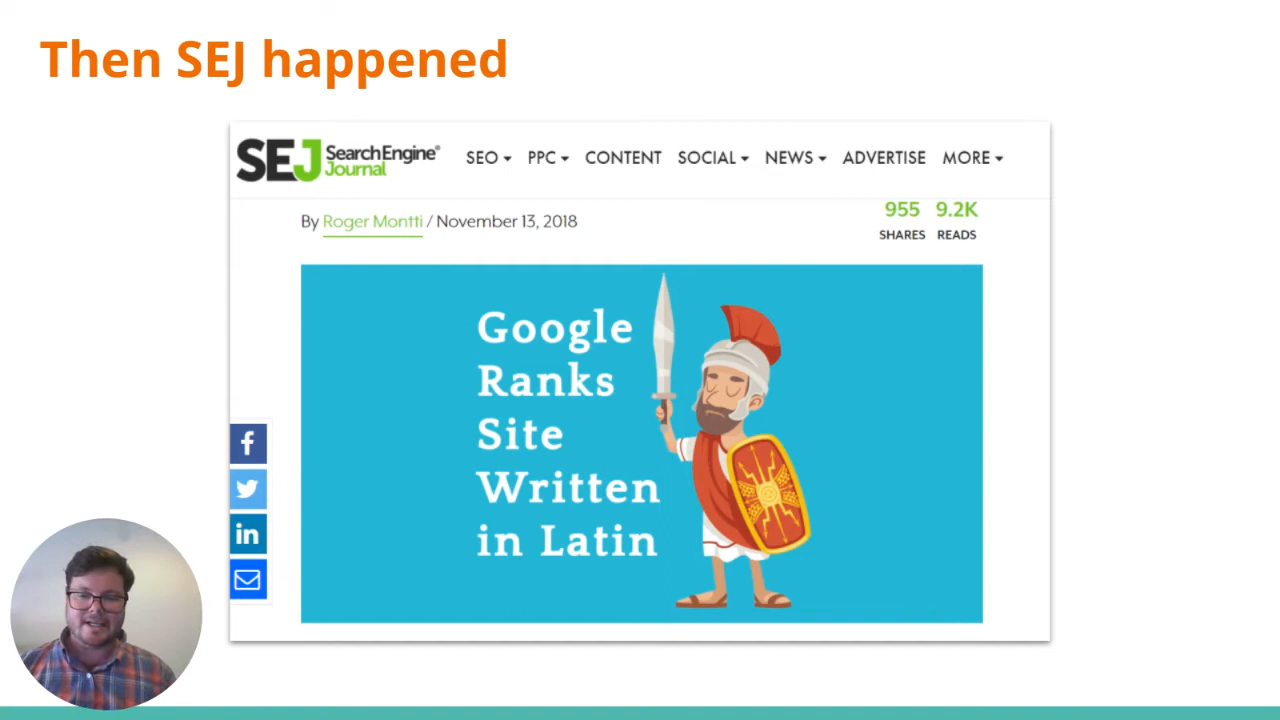 Then SEJ happened
SEJ SearchEngine® Journal
SEO PPC CONTENT SOCIAL NEWS ADVERTISE MORE
By Roger Montti / November 13, 2018
955 SHARES
9.2K READS
Google
Ranks
Site
Written
in Latin